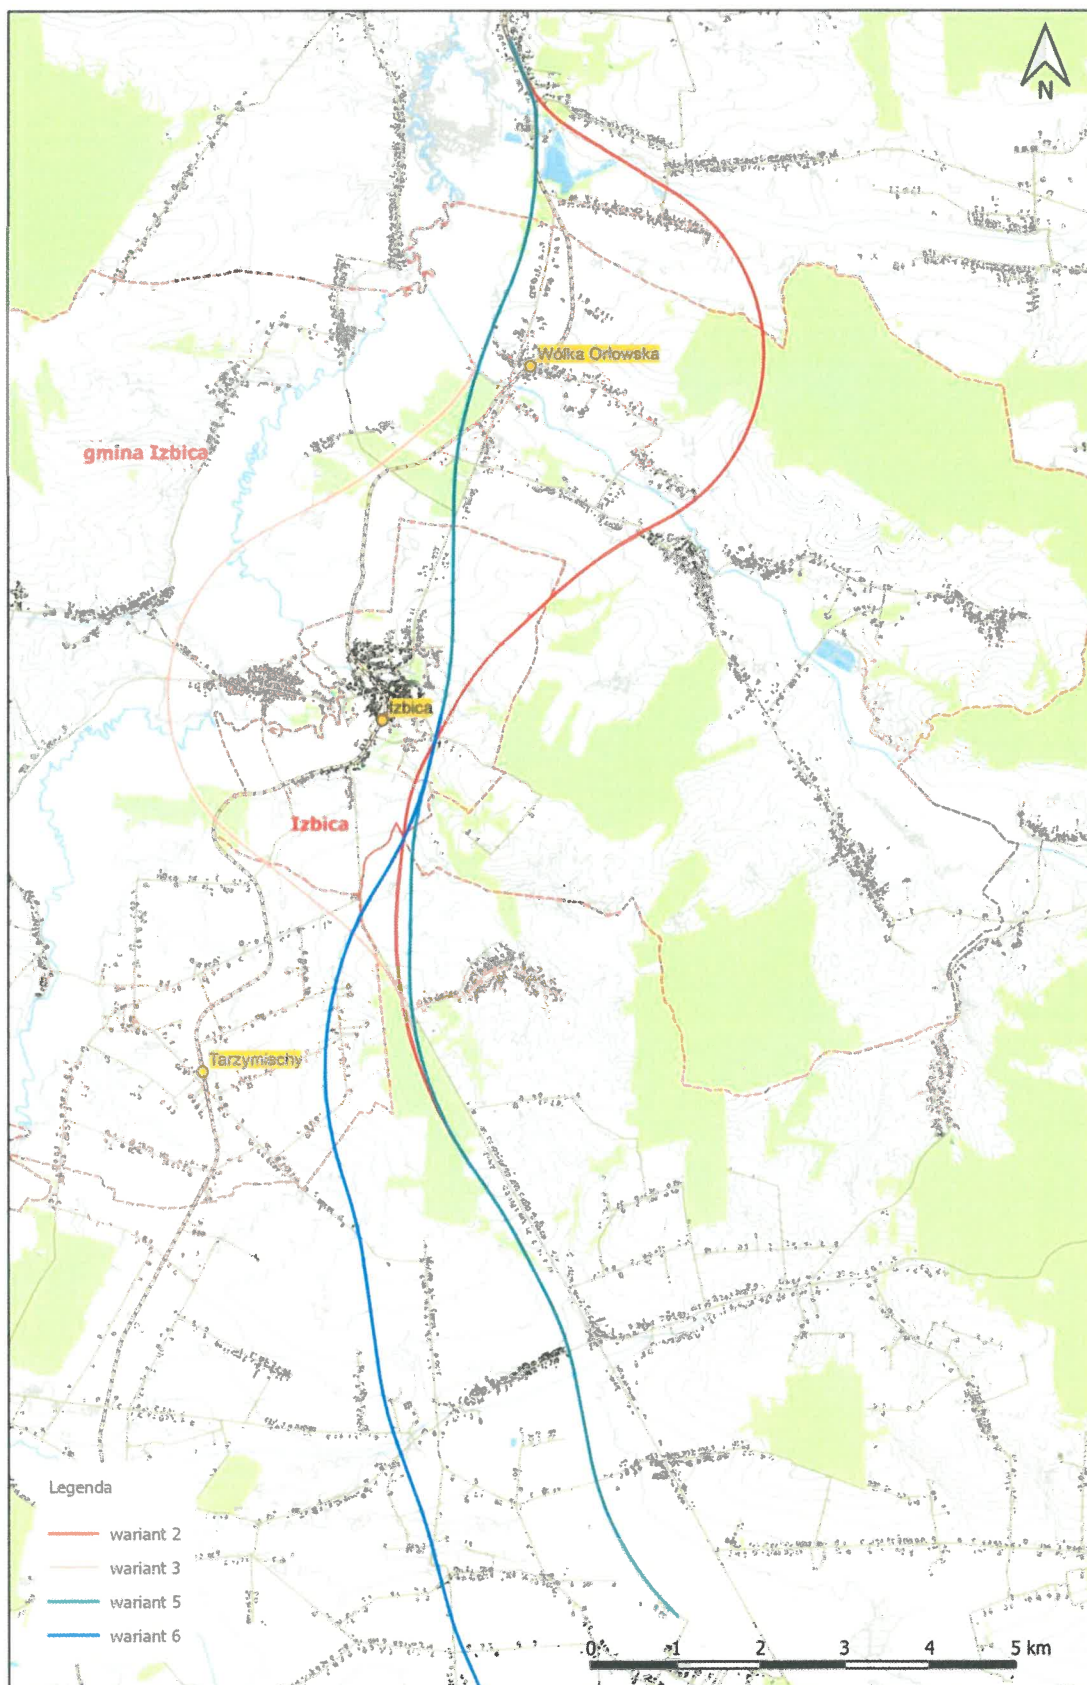 N
Wólka Orłowska
gmina Izbica
Izbica
Izbica
Tarzymiechy
Legenda
wariant 2
wariant 3
wariant 5
wariant 6
0 1 2 3 4 5 km